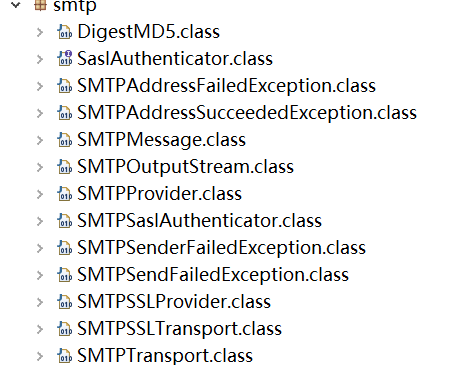 smtp
DigestMD5.class
SaslAuthenticator.class
SMTPAddressFailedException.class
SMTPAddressSucceededException.class
SMTPMessage.class
SMTPOutputStream.class
SMTPProvider.class
SMTPSaslAuthenticator.class
SMTPSenderFailedException.class
SMTPSendFailedException.class
SMTPSSLProvider.class
SMTPSSLTransport.class
SMTPTransport.class